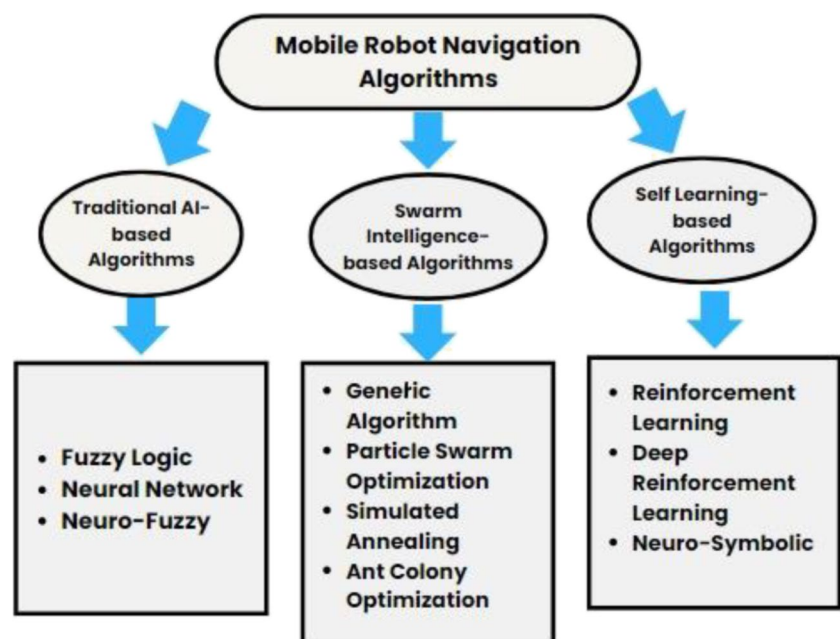 Mobile Robot Navigation
Algorithms
Traditional AI-
based
Algorithms
Swarm
Intelligence-
based Algorithms
Self Learning-
based
Algorithms
• Fuzzy Logic
• Neural Network
• Neuro-Fuzzy
• Genetic
Algorithm
• Particle Swarm
Optimization
• Simulated
Annealing
• Ant Colony
Optimization
• Reinforcement
Learning
• Deep
Reinforcement
Learning
• Neuro-Symbolic